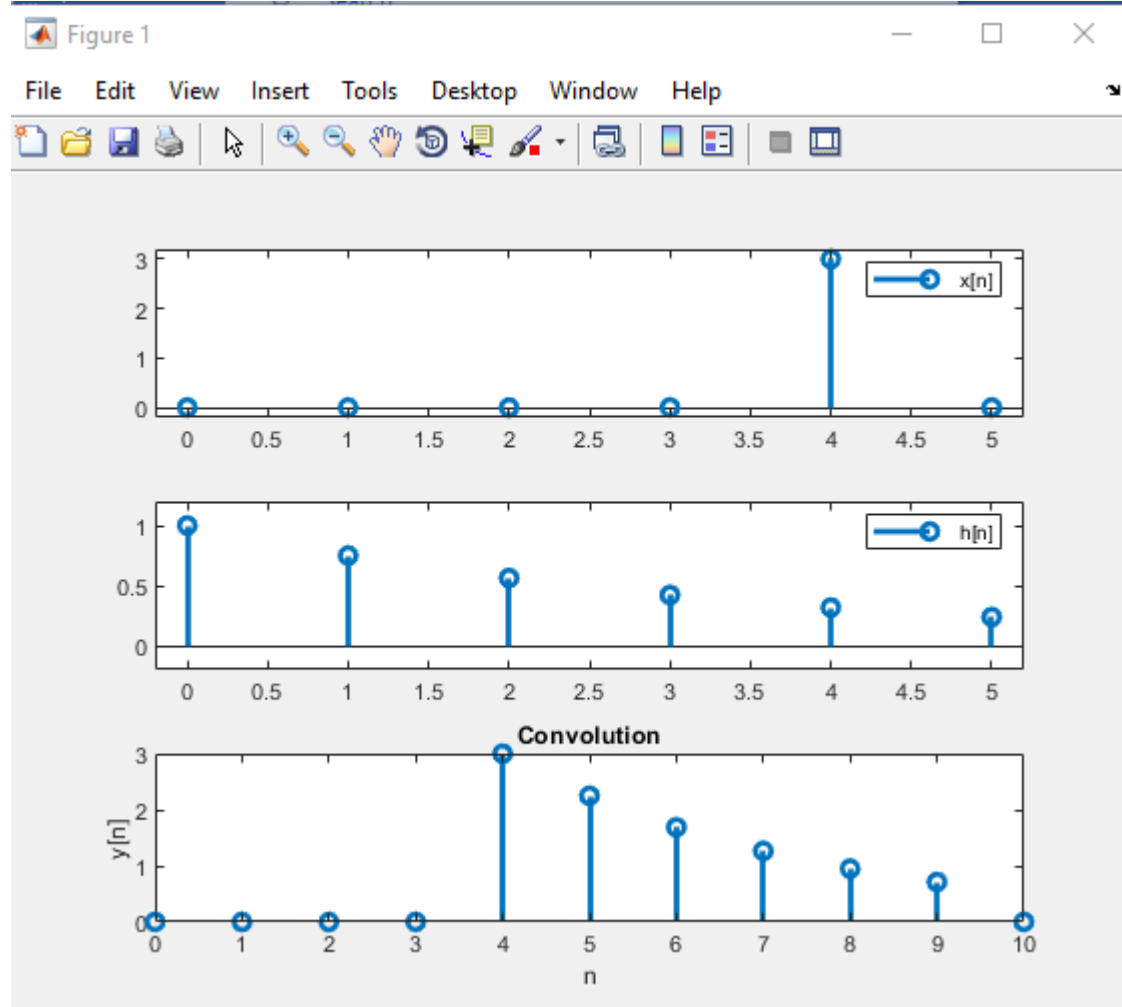 Figure 1
File Edit View Insert Tools Desktop Window Help
3
2
1
0
x[n]
0 0.5 1 1.5 2 2.5 3 3.5 4 4.5 5
1
0.5
0
h[n]
0 0.5 1 1.5 2 2.5 3 3.5 4 4.5 5
Convolution
3
2
1
0
y[n]
0 1 2 3 4 5 6 7 8 9 10
n